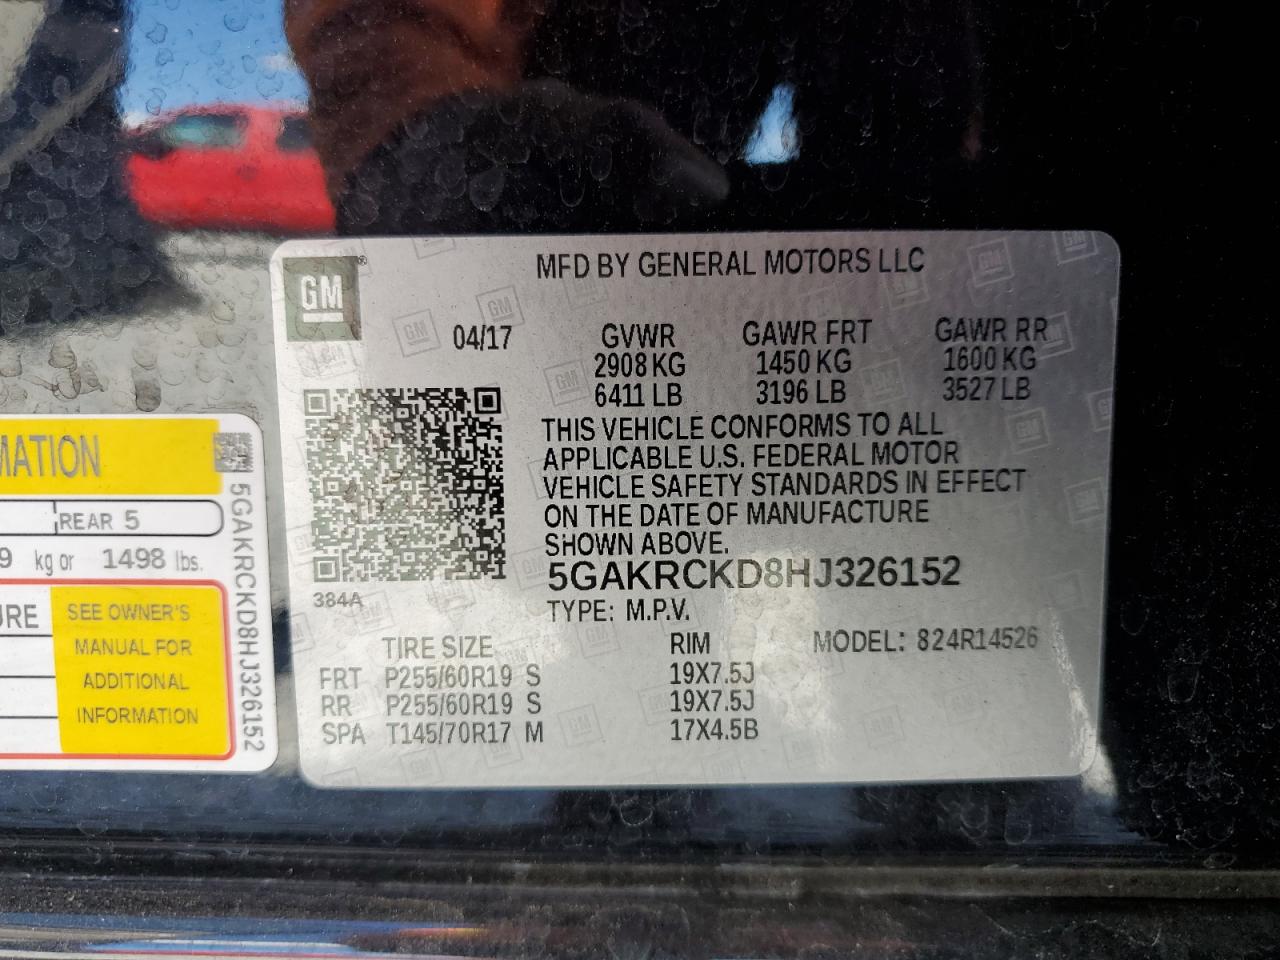 MATION
REAR 5
9 kg or 1498 lbs.
URE
SEE OWNER'S
MANUAL FOR
ADDITIONAL
INFORMATION
5GAKRCKD8HJ326152
GM®
MFD BY GENERAL MOTORS LLC
04/17 GVWR GAWR FRT GAWR RR
2908 KG 1450 KG 1600 KG
6411 LB 3196 LB 3527 LB
THIS VEHICLE CONFORMS TO ALL
APPLICABLE U.S. FEDERAL MOTOR
VEHICLE SAFETY STANDARDS IN EFFECT
ON THE DATE OF MANUFACTURE
SHOWN ABOVE.
5GAKRCKD8HJ326152
384A
TYPE: M.P.V.
TIRE SIZE RIM MODEL: 824R14526
FRT P255/60R19 S 19X7.5J
RR P255/60R19 S 19X7.5J
SPA T145/70R17 M 17X4.5B